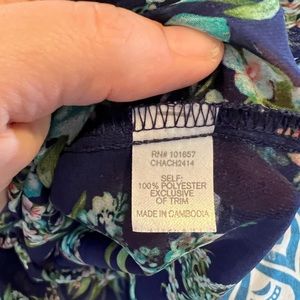 RN# 101657
CHACH2414
SELF:
100% POLYESTER
EXCLUSIVE
OF TRIM
MADE IN CAMBODIA